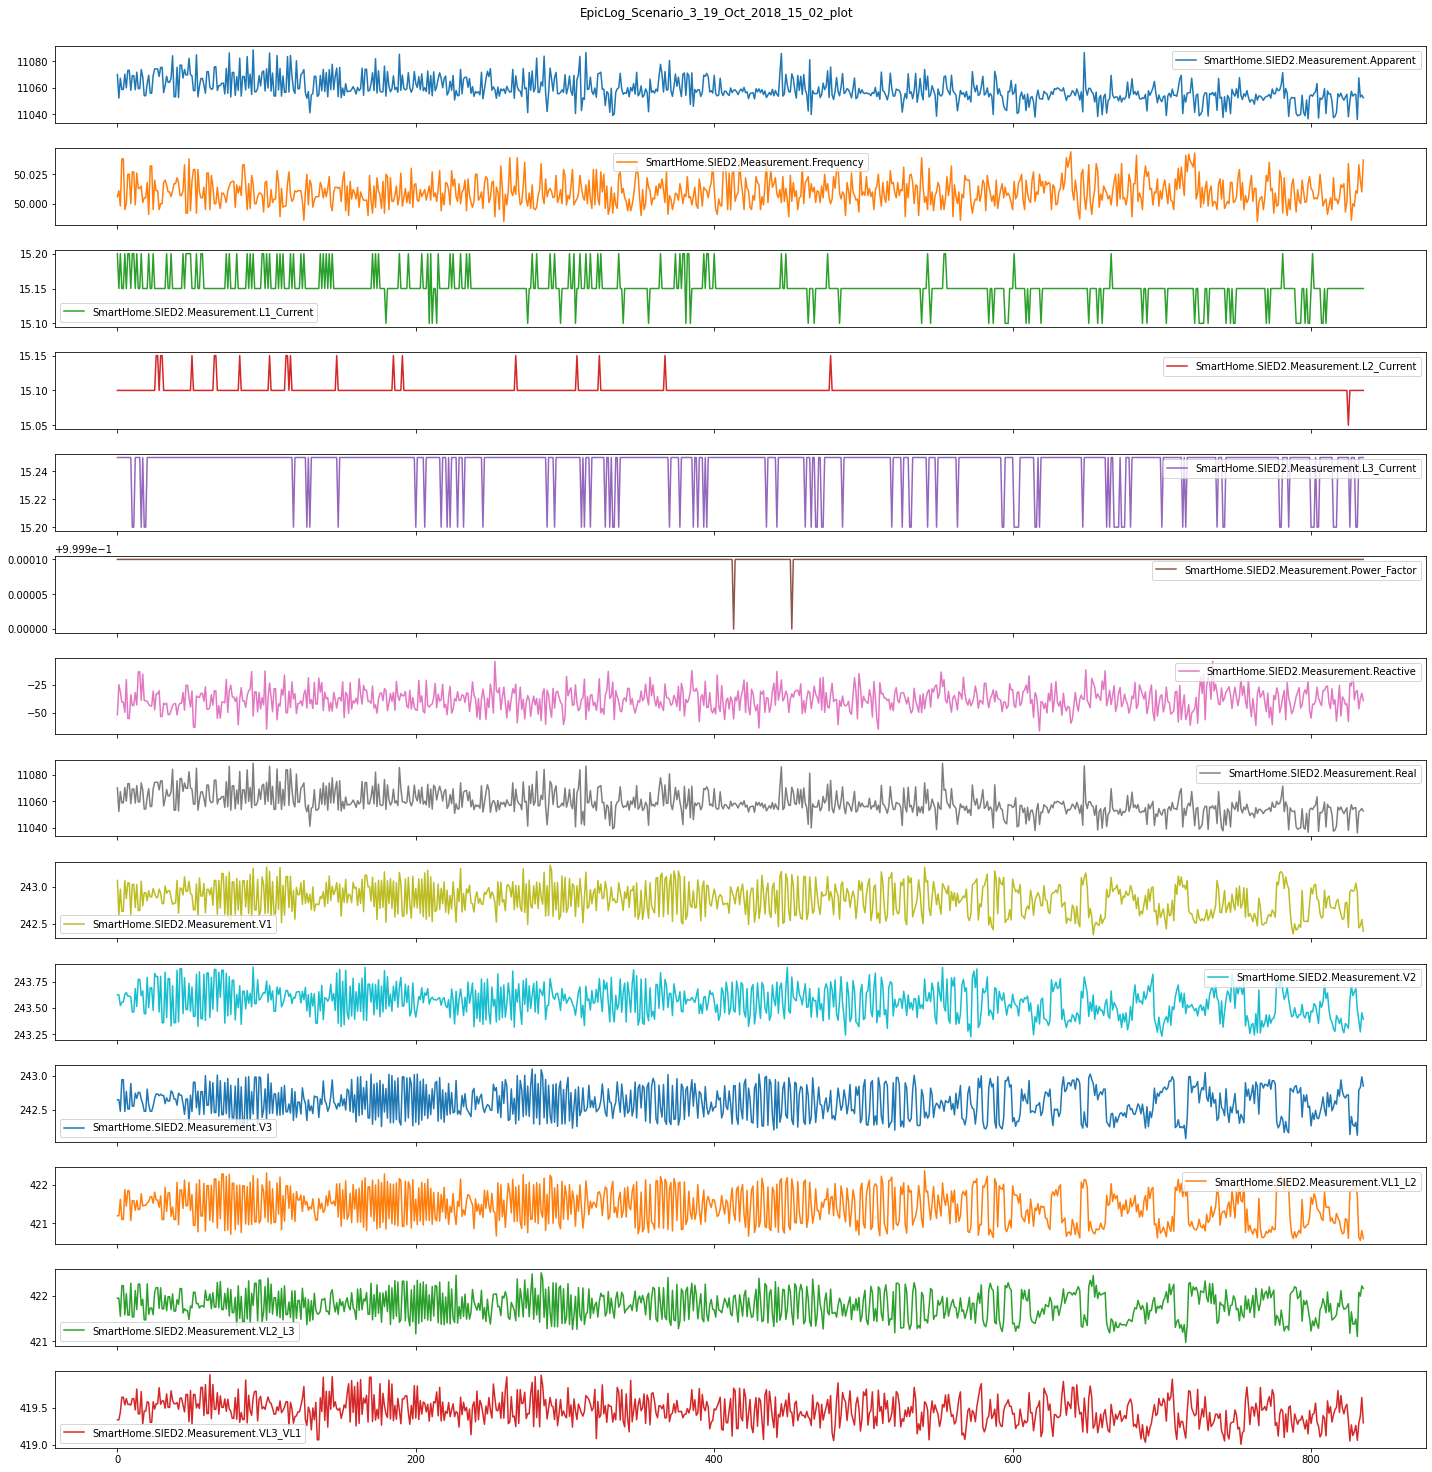 EpicLog_Scenario_3_19_Oct_2018_15_02_plot
11080
11060
11040
SmartHome.SIED2.Measurement.Apparent
50.025
50.000
SmartHome.SIED2.Measurement.Frequency
15.20
15.15
15.10
SmartHome.SIED2.Measurement.L1_Current
15.15
15.10
15.05
SmartHome.SIED2.Measurement.L2_Current
15.24
15.22
15.20
SmartHome.SIED2.Measurement.L3_Current
+9.999e−1
0.00010
0.00005
0.00000
SmartHome.SIED2.Measurement.Power_Factor
−25
−50
SmartHome.SIED2.Measurement.Reactive
11080
11060
11040
SmartHome.SIED2.Measurement.Real
243.0
242.5
SmartHome.SIED2.Measurement.V1
243.75
243.50
243.25
SmartHome.SIED2.Measurement.V2
243.0
242.5
SmartHome.SIED2.Measurement.V3
422
421
SmartHome.SIED2.Measurement.VL1_L2
422
421
SmartHome.SIED2.Measurement.VL2_L3
419.5
419.0
SmartHome.SIED2.Measurement.VL3_VL1
0 200 400 600 800